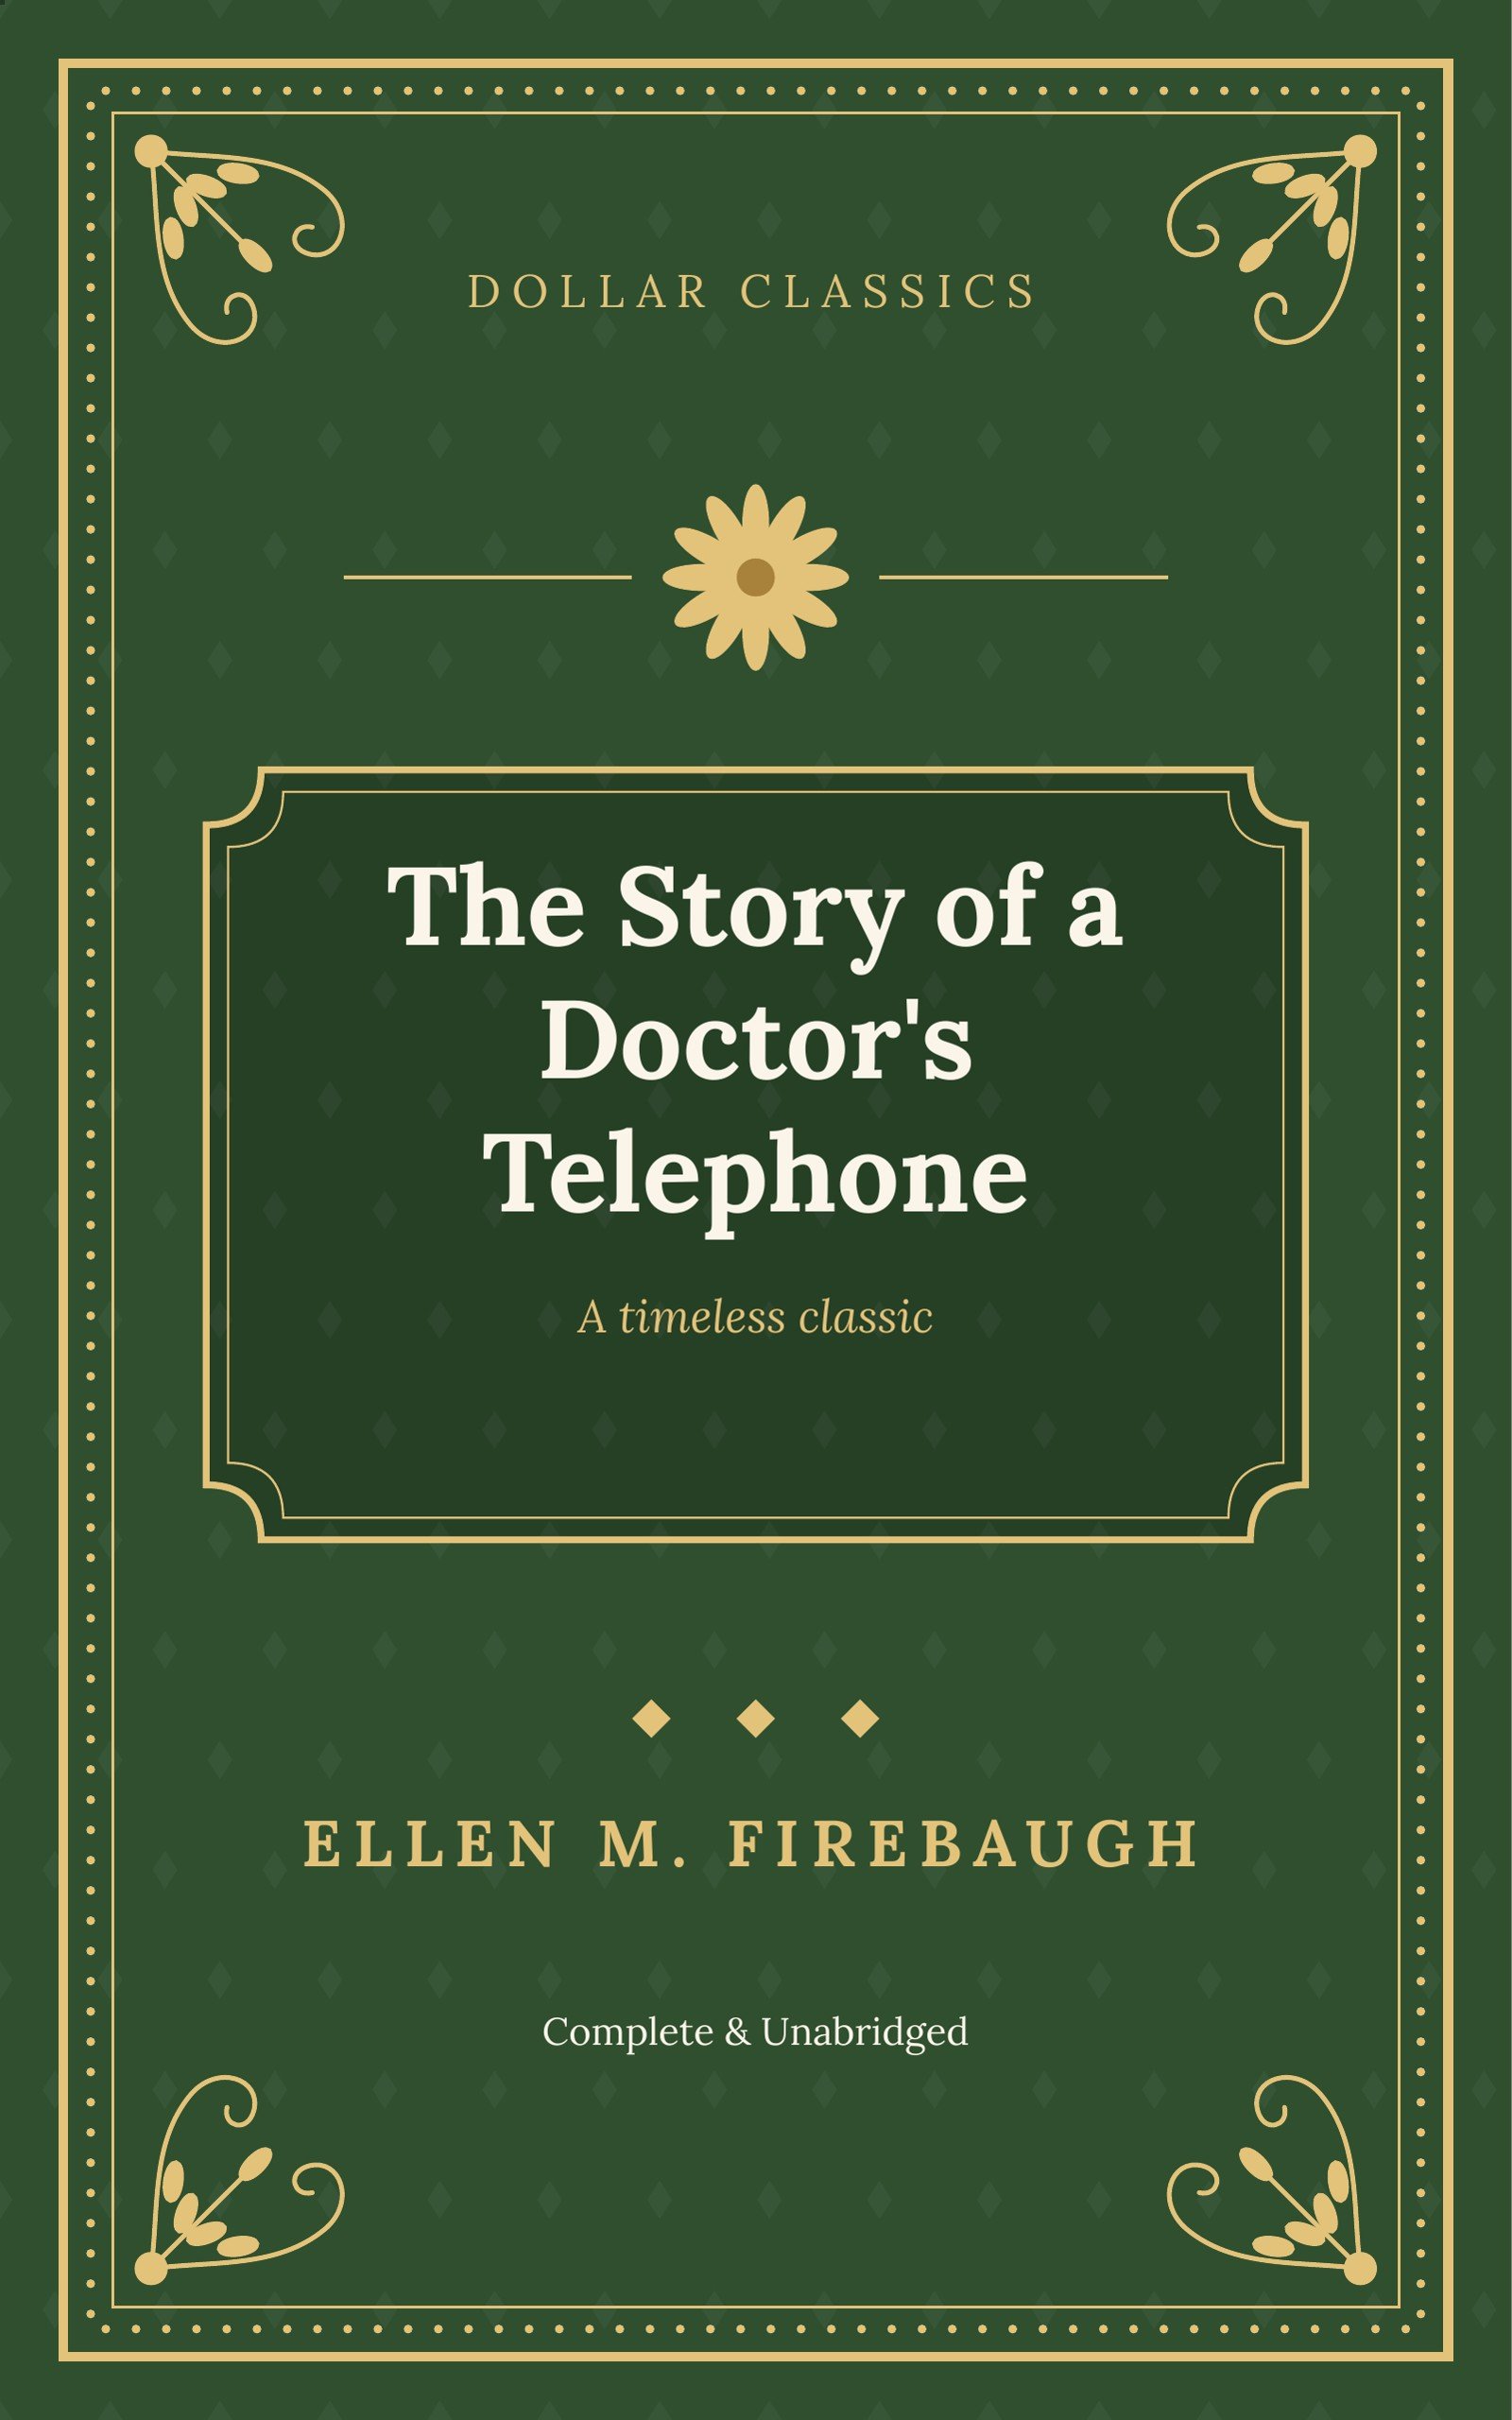 DOLLAR CLASSICS
The Story of a
Doctor's
Telephone
A timeless classic
ELLEN M. FIREBAUGH
Complete & Unabridged